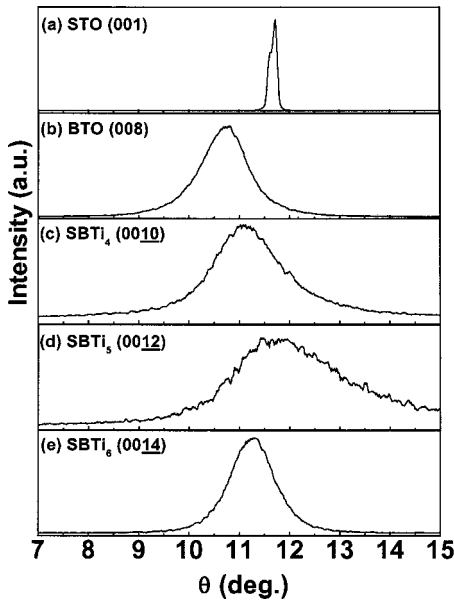 (a) STO (001)
(b) BTO (008)
(c) SBTi₄ (0010)
(d) SBTi₅ (0012)
(e) SBTi₆ (0014)
Intensity (a.u.)
7 8 9 10 11 12 13 14 15
θ (deg.)